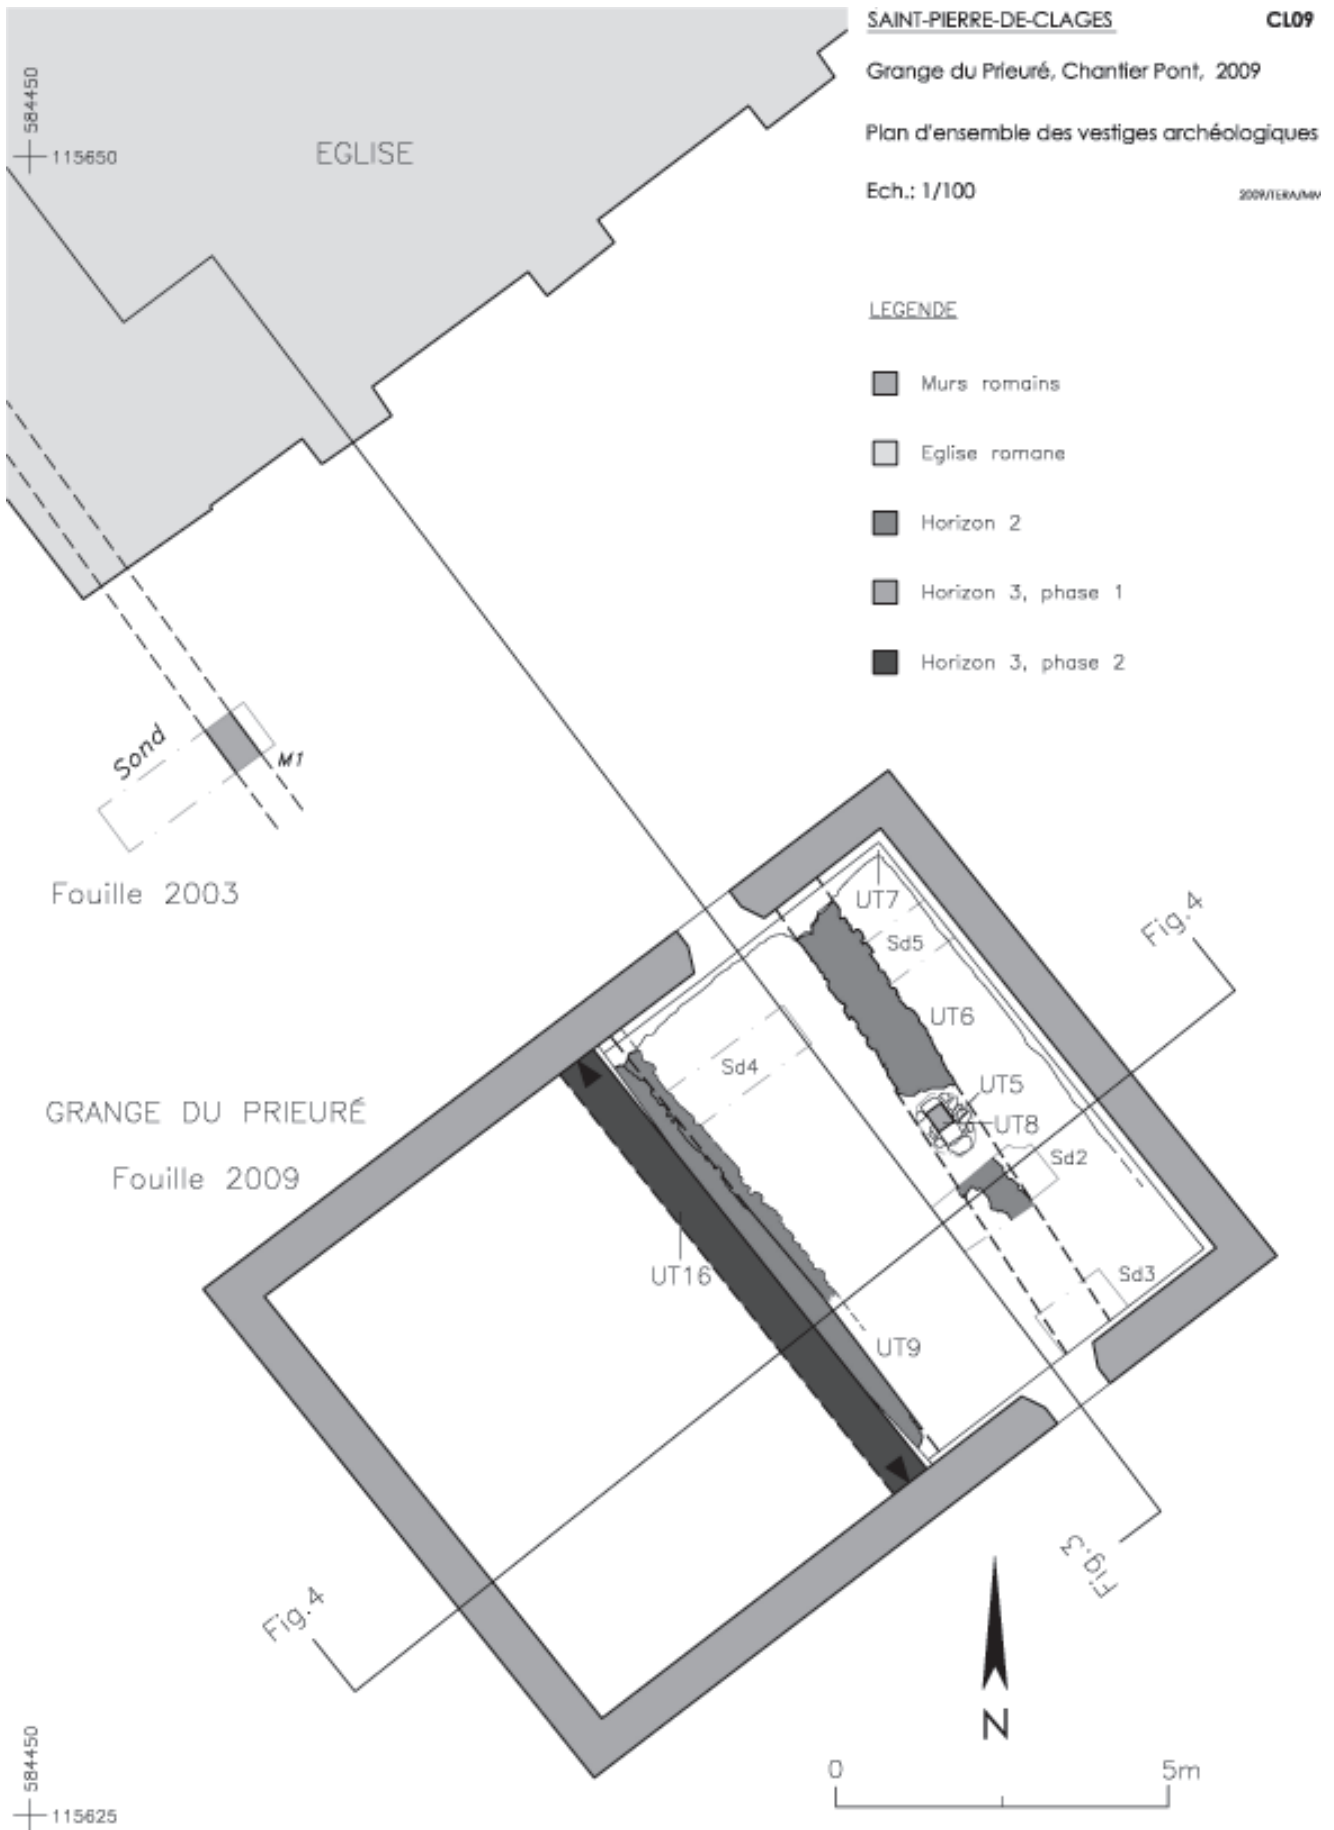 SAINT-PIERRE-DE-CLAGES CL09
Grange du Prieuré, Chantier Pont, 2009
Plan d'ensemble des vestiges archéologiques
Ech.: 1/100
584450
115650
EGLISE
LEGENDE
Murs romains
Eglise romane
Horizon 2
Horizon 3, phase 1
Horizon 3, phase 2
Sond
M1
Fouille 2003
UT7
Sd5
Fig.4
UT6
Sd4
UT5
UT8
GRANGE DU PRIEURÉ
Fouille 2009
Sd2
UT16
Sd3
UT9
Fig.3
Fig.4
N
0 5m
584450
115625